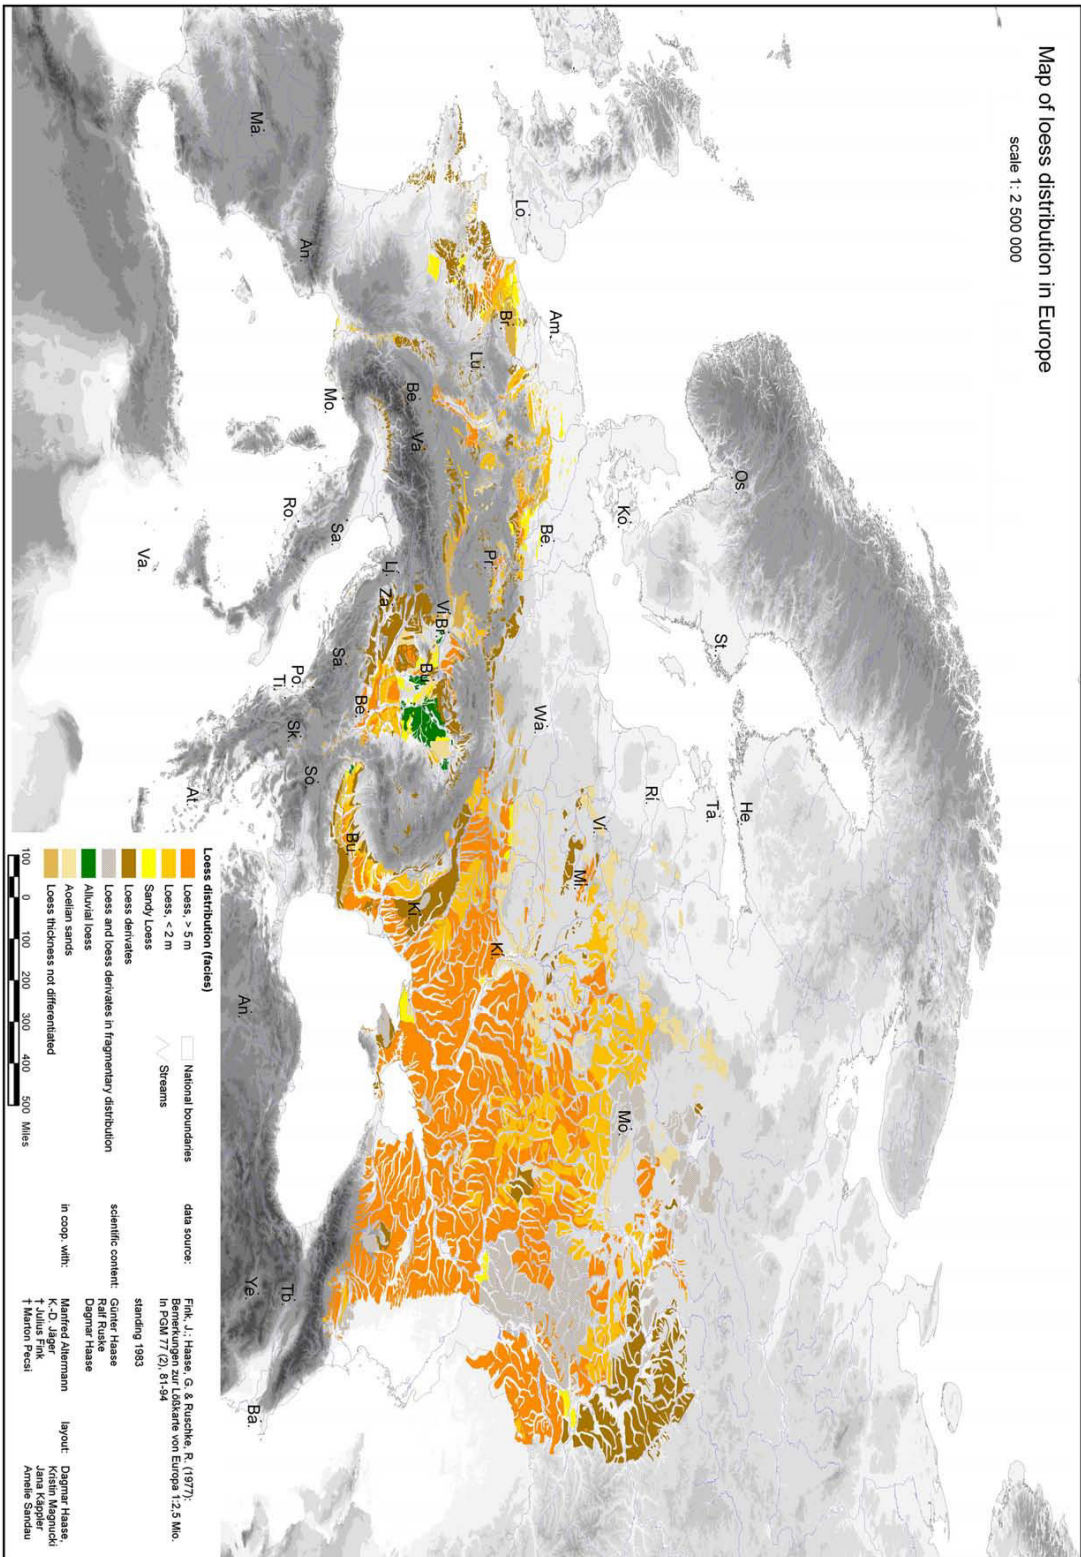 Map of loess distribution in Europe
scale 1: 2 500 000
He.
Os.
St.
Ta.
Ri.
Ko.
Mo.
Vi.
Mi.
Am.
Be.
Wa.
Lo.
Br.
Ki.
Pr.
Lu.
Vi.
Br.
Bu.
Va.
Ki.
Be.
Lj.
Za.
Be.
Bu.
Sa.
Sa.
Mo.
So.
An.
Po.
Sk.
Ro.
Tb.
Ti.
Ma.
Ba.
Ye.
An.
At.
Va.
Loess distribution (facies)
Loess, > 5 m
Loess, < 2 m
Sandy Loess
Loess derivates
Loess and loess derivates in fragmentary distribution
Alluvial loess
Aoelian sands
Loess thickness not differentiated
National boundaries
Streams
100 0 100 200 300 400 500 Miles
data source: Fink, J.; Haase, G. & Ruschke, R. (1977):
Bemerkungen zur Lößkarte von Europa 1:2,5 Mio.
In PGM 77 (2), 81-94
standing 1983
scientific content: Günter Haase
Ralf Ruske
Dagmar Haase
in coop. with: Manfred Altermann
K.-D. Jäger
† Julius Fink
† Marton Pecsi
layout: Dagmar Haase,
Kristin Magnucki
Jana Käppler
Amelie Sandau